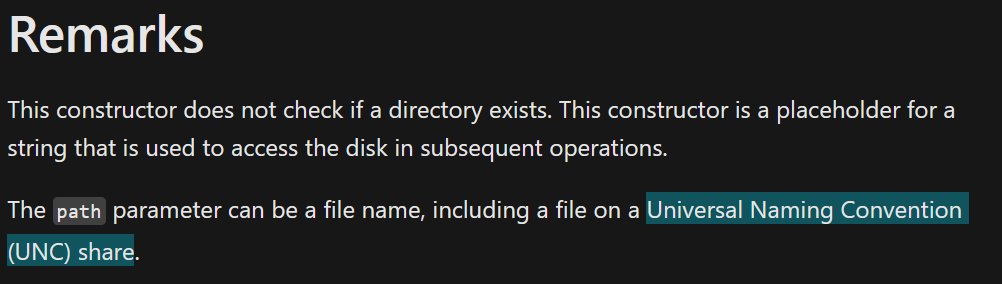 Remarks
This constructor does not check if a directory exists. This constructor is a placeholder for a
string that is used to access the disk in subsequent operations.
The path parameter can be a file name, including a file on a Universal Naming Convention
(UNC) share.